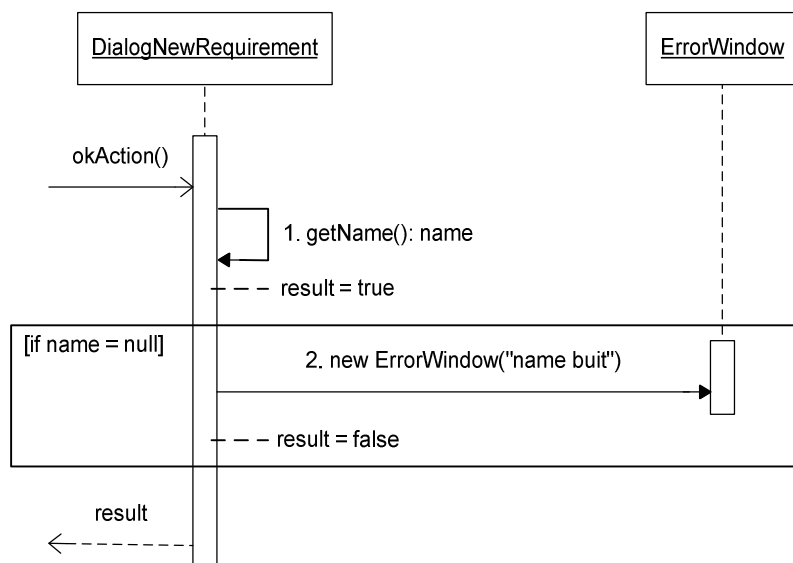 DialogNewRequirement
ErrorWindow
okAction()
1. getName(): name
result = true
[if name = null]
2. new ErrorWindow("name buit")
result = false
result